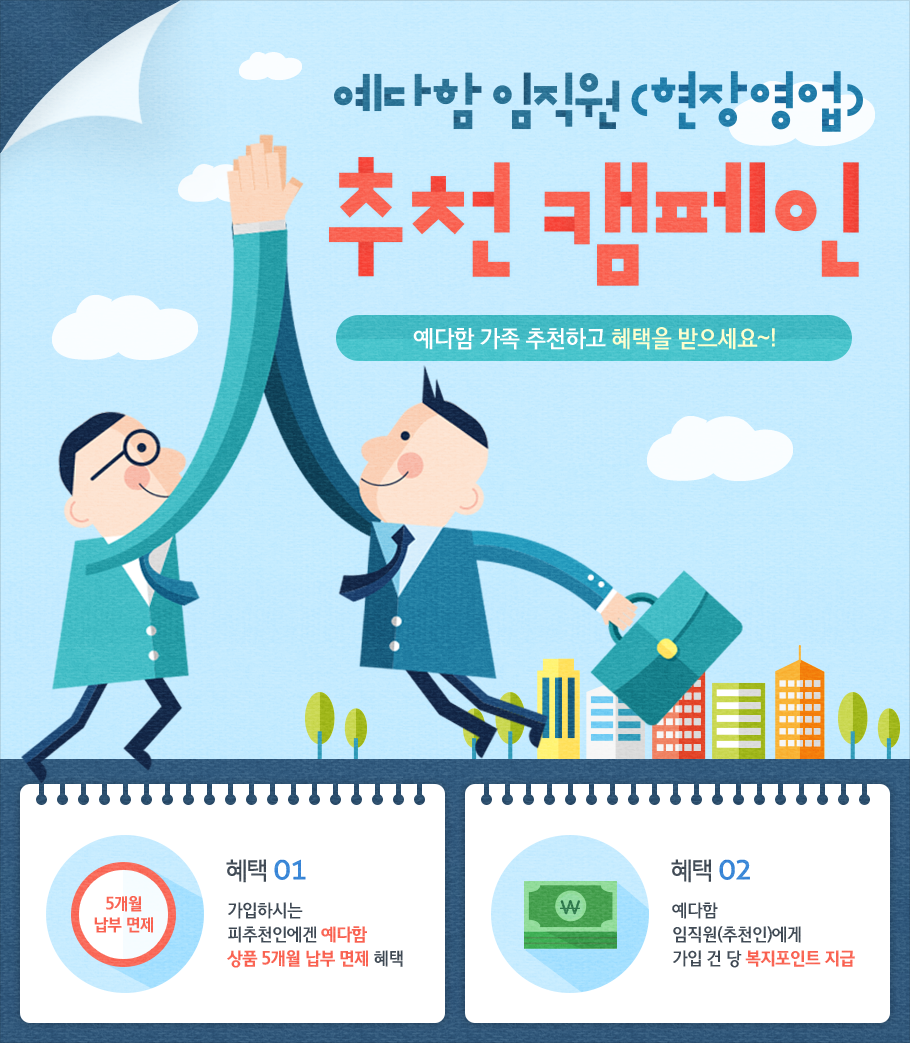 예다함 임직원 (현장영업)
추천 캠페인
예다함 가족 추천하고 혜택을 받으세요~!
5개월
납부 면제
혜택 01
가입하시는
피추천인에겐 예다함
상품 5개월 납부 면제 혜택
₩
혜택 02
예다함
임직원(추천인)에게
가입 건 당 복지포인트 지급